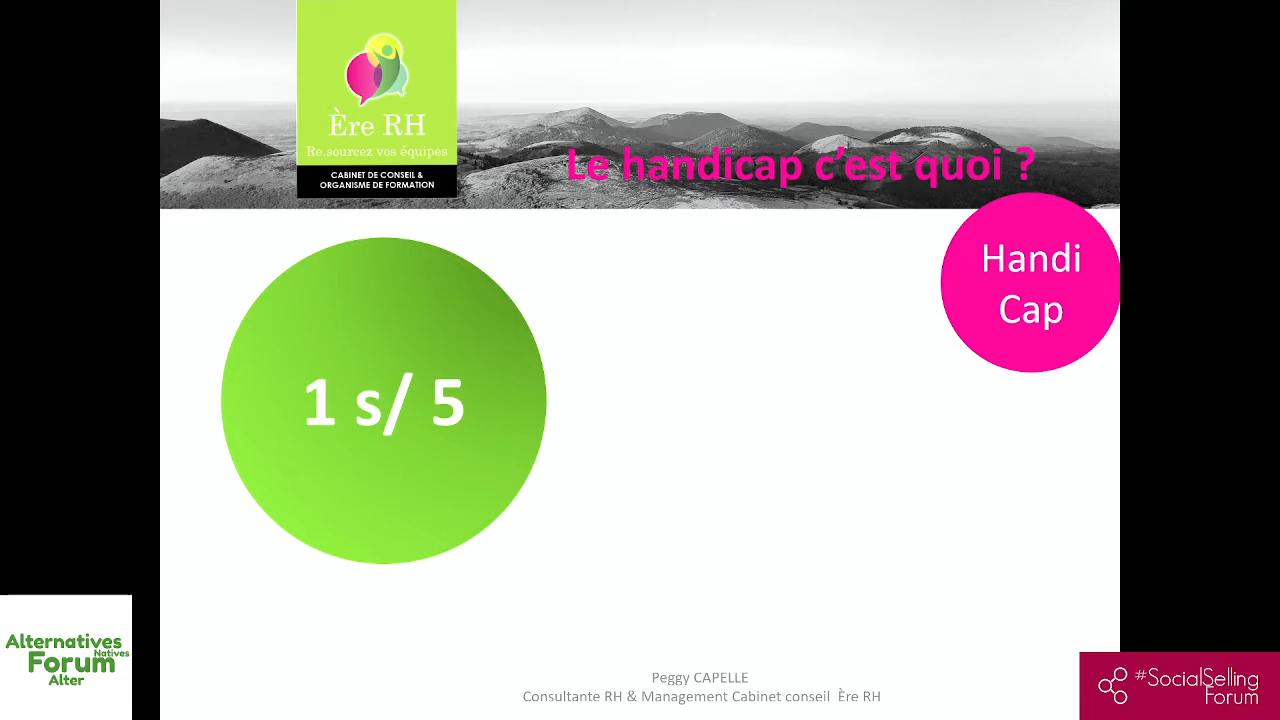 Ère RH
Re.sourcez vos équipes
CABINET DE CONSEIL &
ORGANISME DE FORMATION
Le handicap c’est quoi ?
Handi
Cap
1 s/ 5
Alternatives
Natives
Forum
Alter
Peggy CAPELLE
Consultante RH & Management Cabinet conseil Ère RH
#SocialSelling
Forum